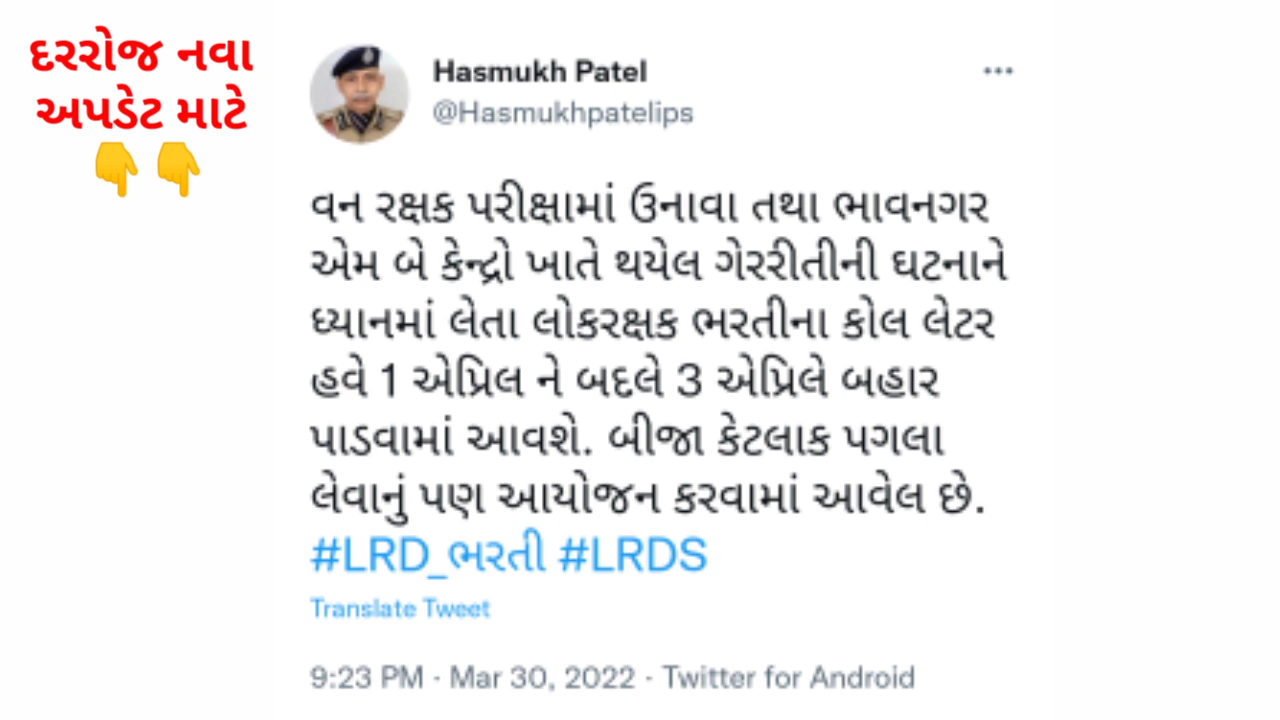 દરરોજ નવા
અપડેટ માટે
👇👇
Hasmukh Patel
@Hasmukhpatelips
વન રક્ષક પરીક્ષામાં ઉનાવા તથા ભાવનગર
એમ બે કેન્દ્રો ખાતે થયેલ ગેરરીતીની ઘટનાને
ધ્યાનમાં લેતા લોકરક્ષક ભરતીના કોલ લેટર
હવે 1 એપ્રિલ ને બદલે 3 એપ્રિલે બહાર
પાડવામાં આવશે. બીજા કેટલાક પગલા
લેવાનું પણ આયોજન કરવામાં આવેલ છે.
#LRD_ભરતી #LRDS
Translate Tweet
9:23 PM · Mar 30, 2022 · Twitter for Android